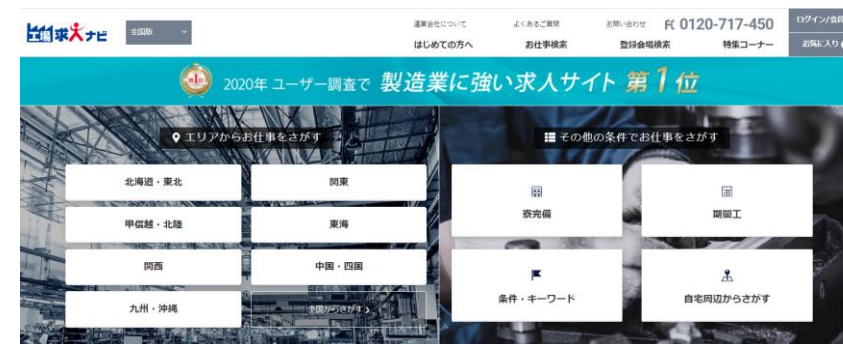 工場求人ナビ
全国版
運営会社について よくあるご質問 お問い合わせ 0120-717-450 ログイン/会員
はじめての方へ お仕事検索 登録会場検索 特集コーナー お気に入り
2020年 ユーザー調査で 製造業に強い求人サイト 第1位
エリアからお仕事をさがす
北海道・東北 関東
甲信越・北陸 東海
関西 中国・四国
九州・沖縄 全国からさがす >
その他の条件でお仕事をさがす
寮完備 期間工
条件・キーワード 自宅周辺からさがす